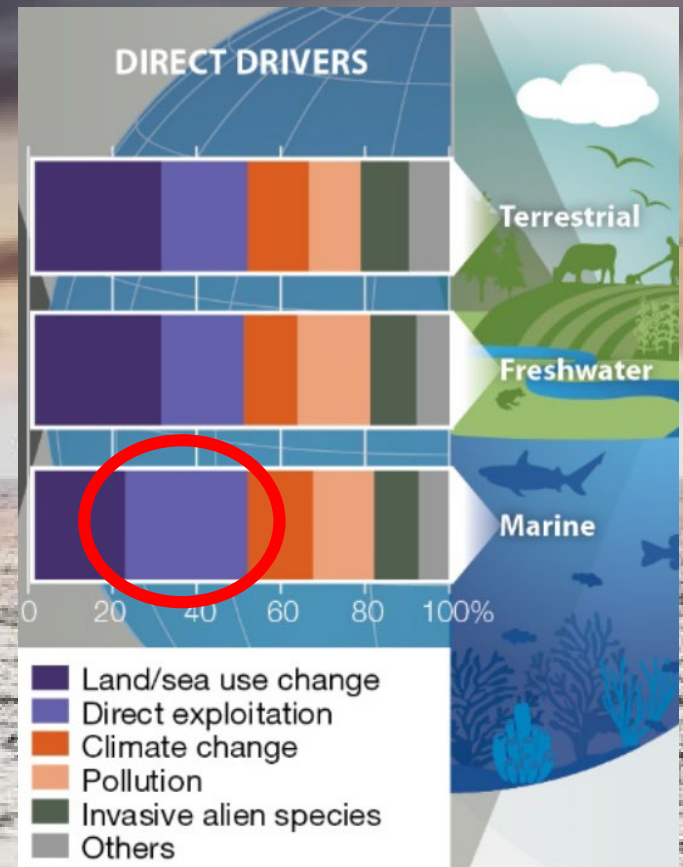 DIRECT DRIVERS
Terrestrial
Freshwater
Marine
0 20 40 60 80 100%
Land/sea use change
Direct exploitation
Climate change
Pollution
Invasive alien species
Others